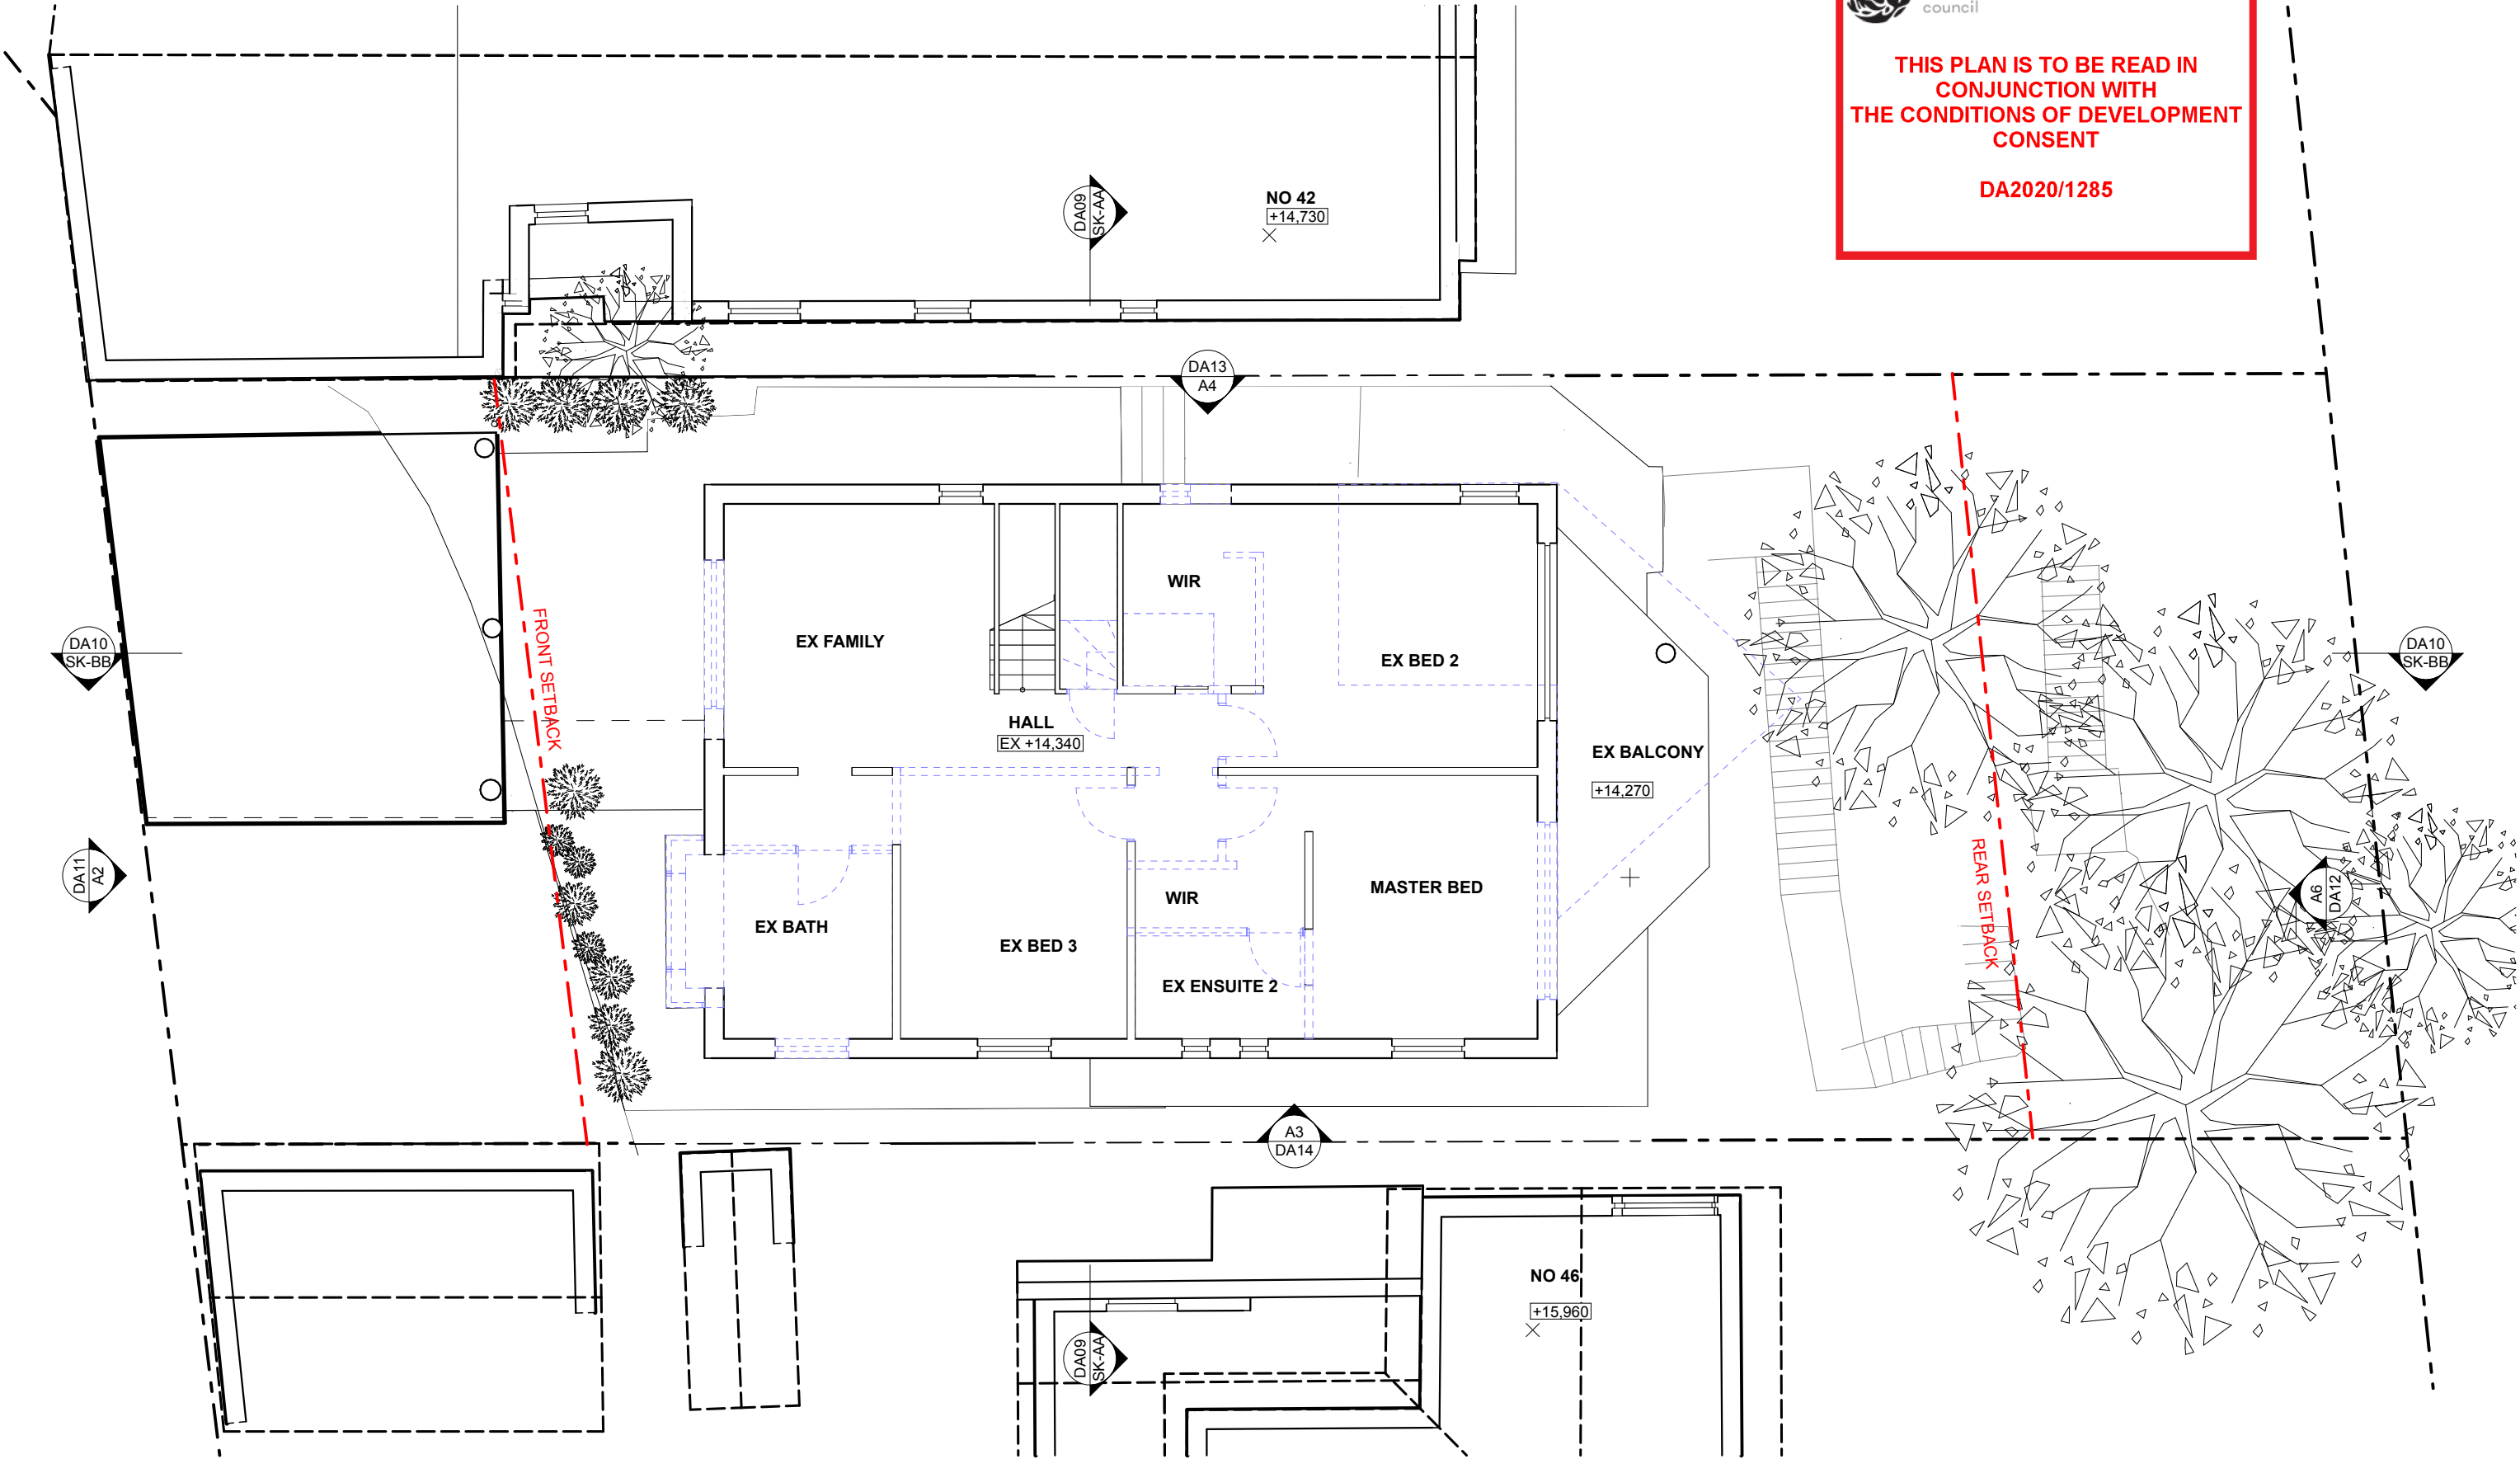 council
THIS PLAN IS TO BE READ IN
CONJUNCTION WITH
THE CONDITIONS OF DEVELOPMENT
CONSENT
DA2020/1285
DA09
SK-AA
NO 42
+14,730
DA13
A4
WIR
EX FAMILY
EX BED 2
DA10
SK-BB
FRONT SETBACK
DA10
SK-BB
HALL
EX +14,340
EX BALCONY
+14,270
DA11
A2
MASTER BED
WIR
REAR SETBACK
A6
DA12
EX BATH
EX BED 3
EX ENSUITE 2
A3
DA14
NO 46
+15,960
DA09
SK-AA